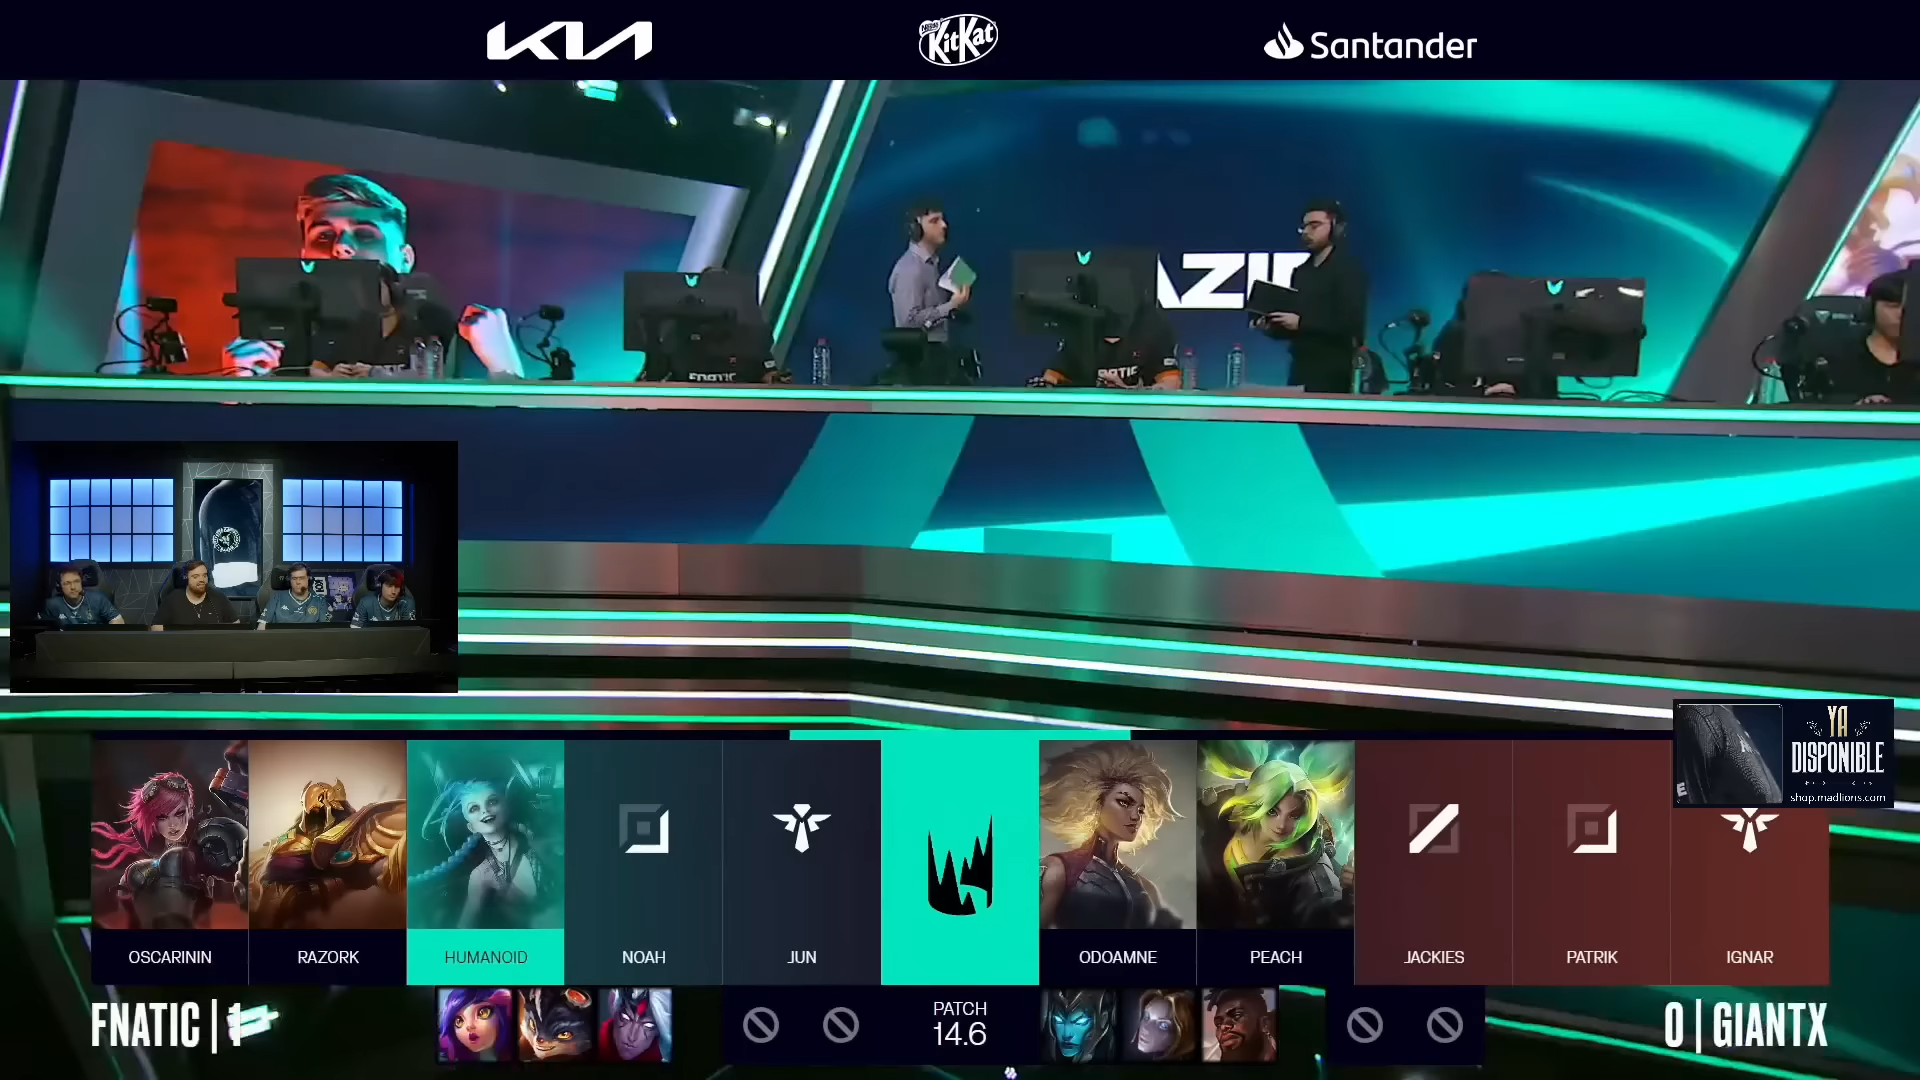 KIA
KitKat
Santander
FNATIC
YA
DISPONIBLE
shop.madlions.com
OSCARININ
RAZORK
HUMANOID
NOAH
JUN
ODOAMNE
PEACH
JACKIES
PATRIK
IGNAR
FNATIC | 1
PATCH
14.6
0 | GIANTX